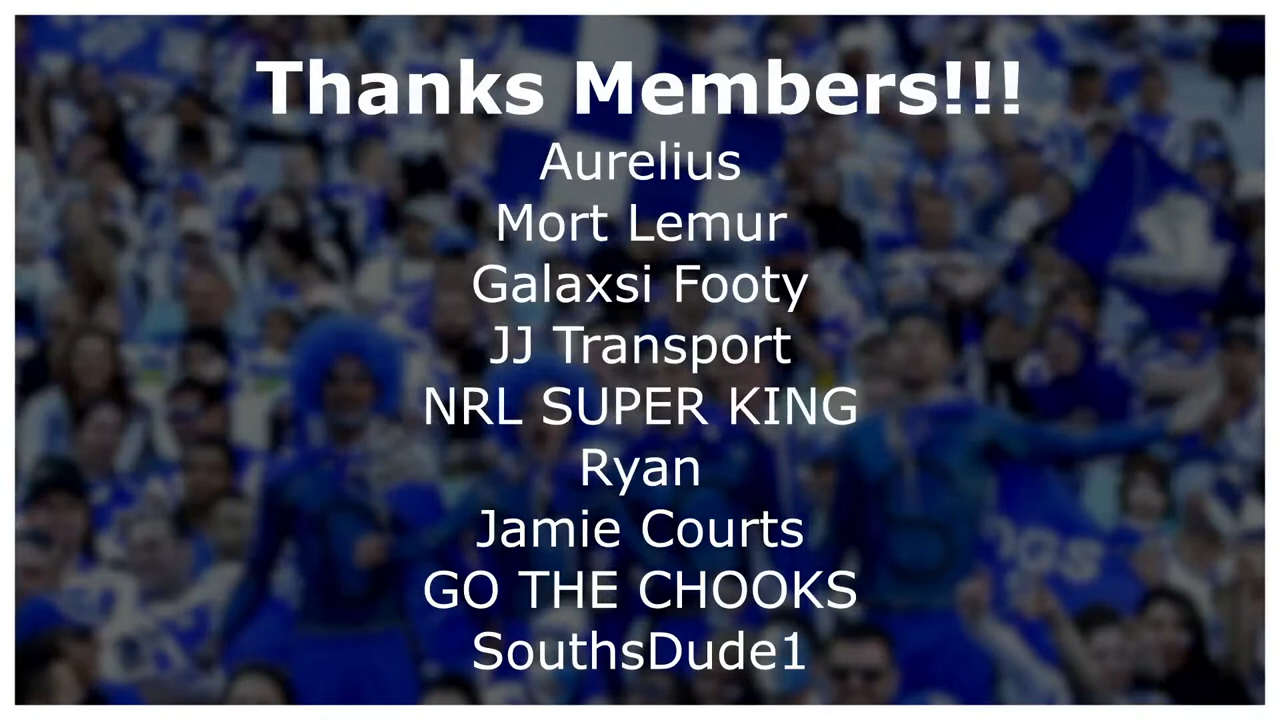 Thanks Members!!!
Aurelius
Mort Lemur
Galaxsi Footy
JJ Transport
NRL SUPER KING
Ryan
Jamie Courts
GO THE CHOOKS
SouthsDude1